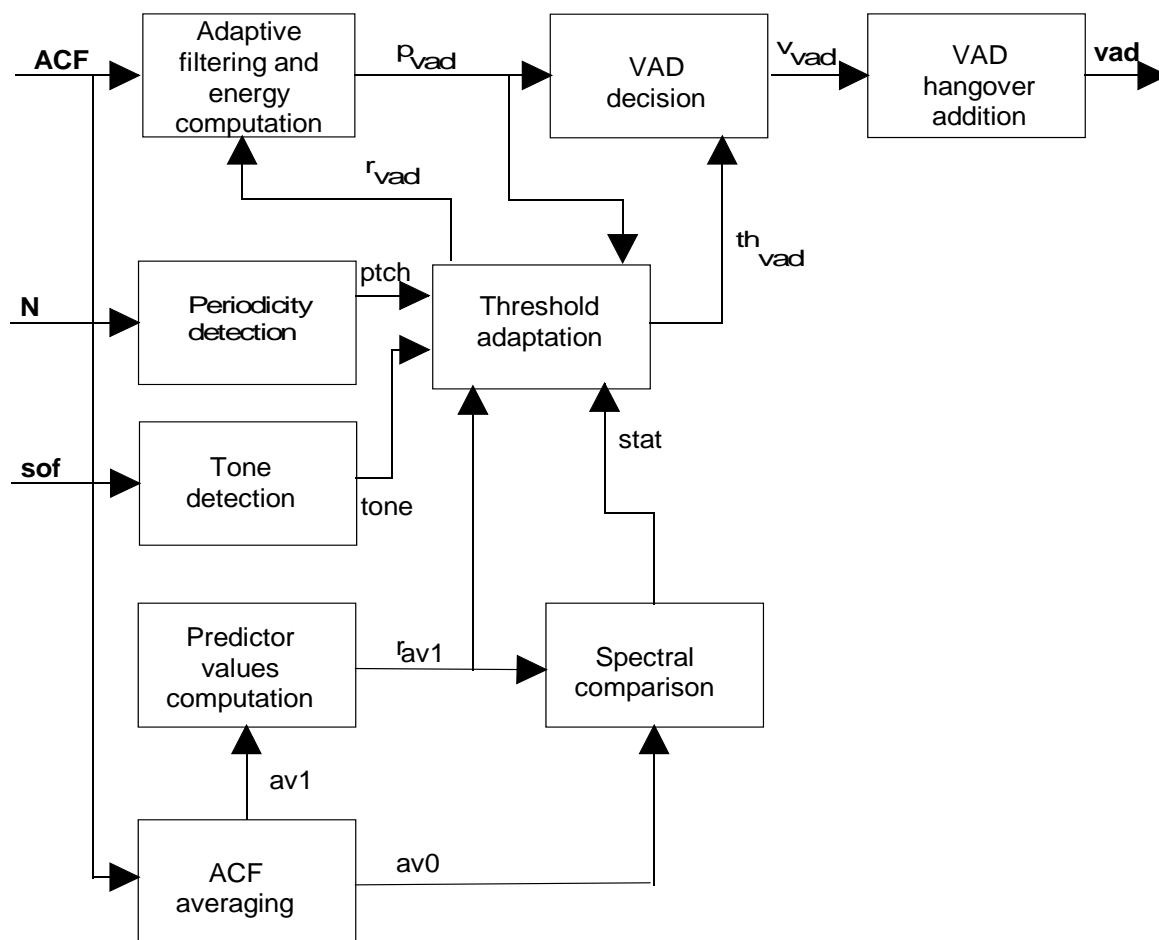 ACF
Adaptive
filtering and
energy
computation
pvad
VAD
decision
vvad
VAD
hangover
addition
vad
rvad
thvad
N
Periodicity
detection
ptch
Threshold
adaptation
sof
Tone
detection
tone
stat
Predictor
values
computation
rav1
Spectral
comparison
av1
ACF
averaging
av0